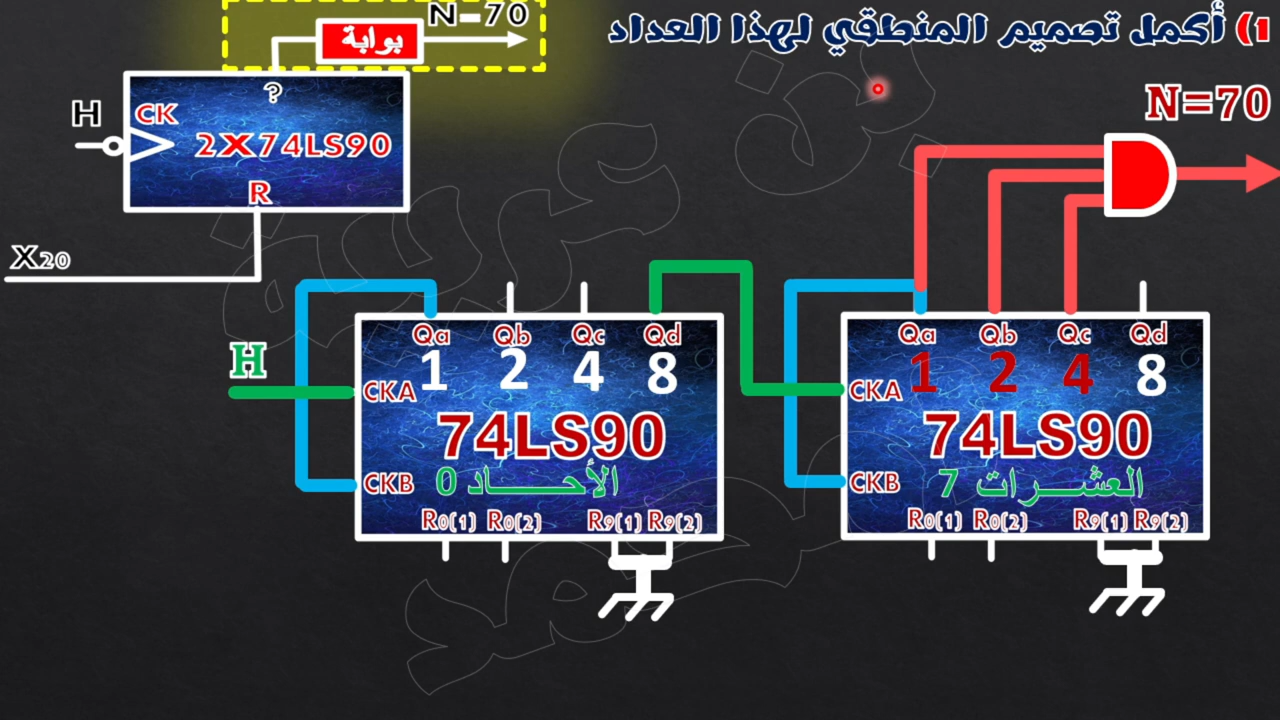 1) أكمل تصميم المنطقي لهذا العداد
N=70
بوابة
?
H
CK
2X74LS90
R
X20
N=70
H
Qa Qb Qc Qd
1 2 4 8
CKA
74LS90
CKB
الأحاد 0
R0(1) R0(2) R9(1) R9(2)
Qa Qb Qc Qd
CKA 1 2 4 8
74LS90
CKB
العشرات 7
R0(1) R0(2) R9(1) R9(2)